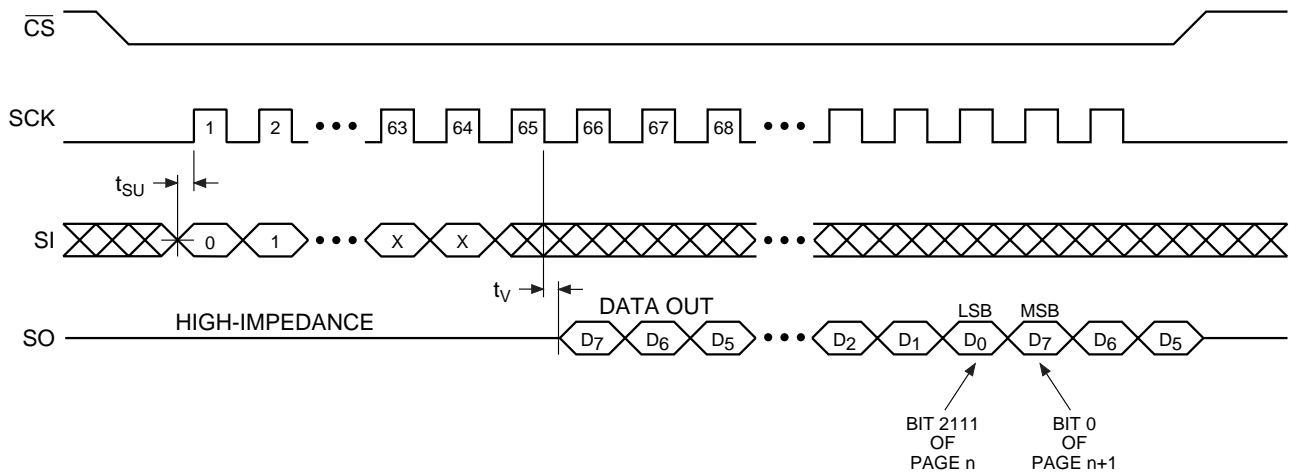 CS
SCK 1 2 ••• 63 64 65 66 67 68 •••
tSU
SI 0 1 ••• X X •••
tV
HIGH-IMPEDANCE DATA OUT LSB MSB
SO D7 D6 D5 ••• D2 D1 D0 D7 D6 D5
BIT 2111
OF
PAGE n
BIT 0
OF
PAGE n+1